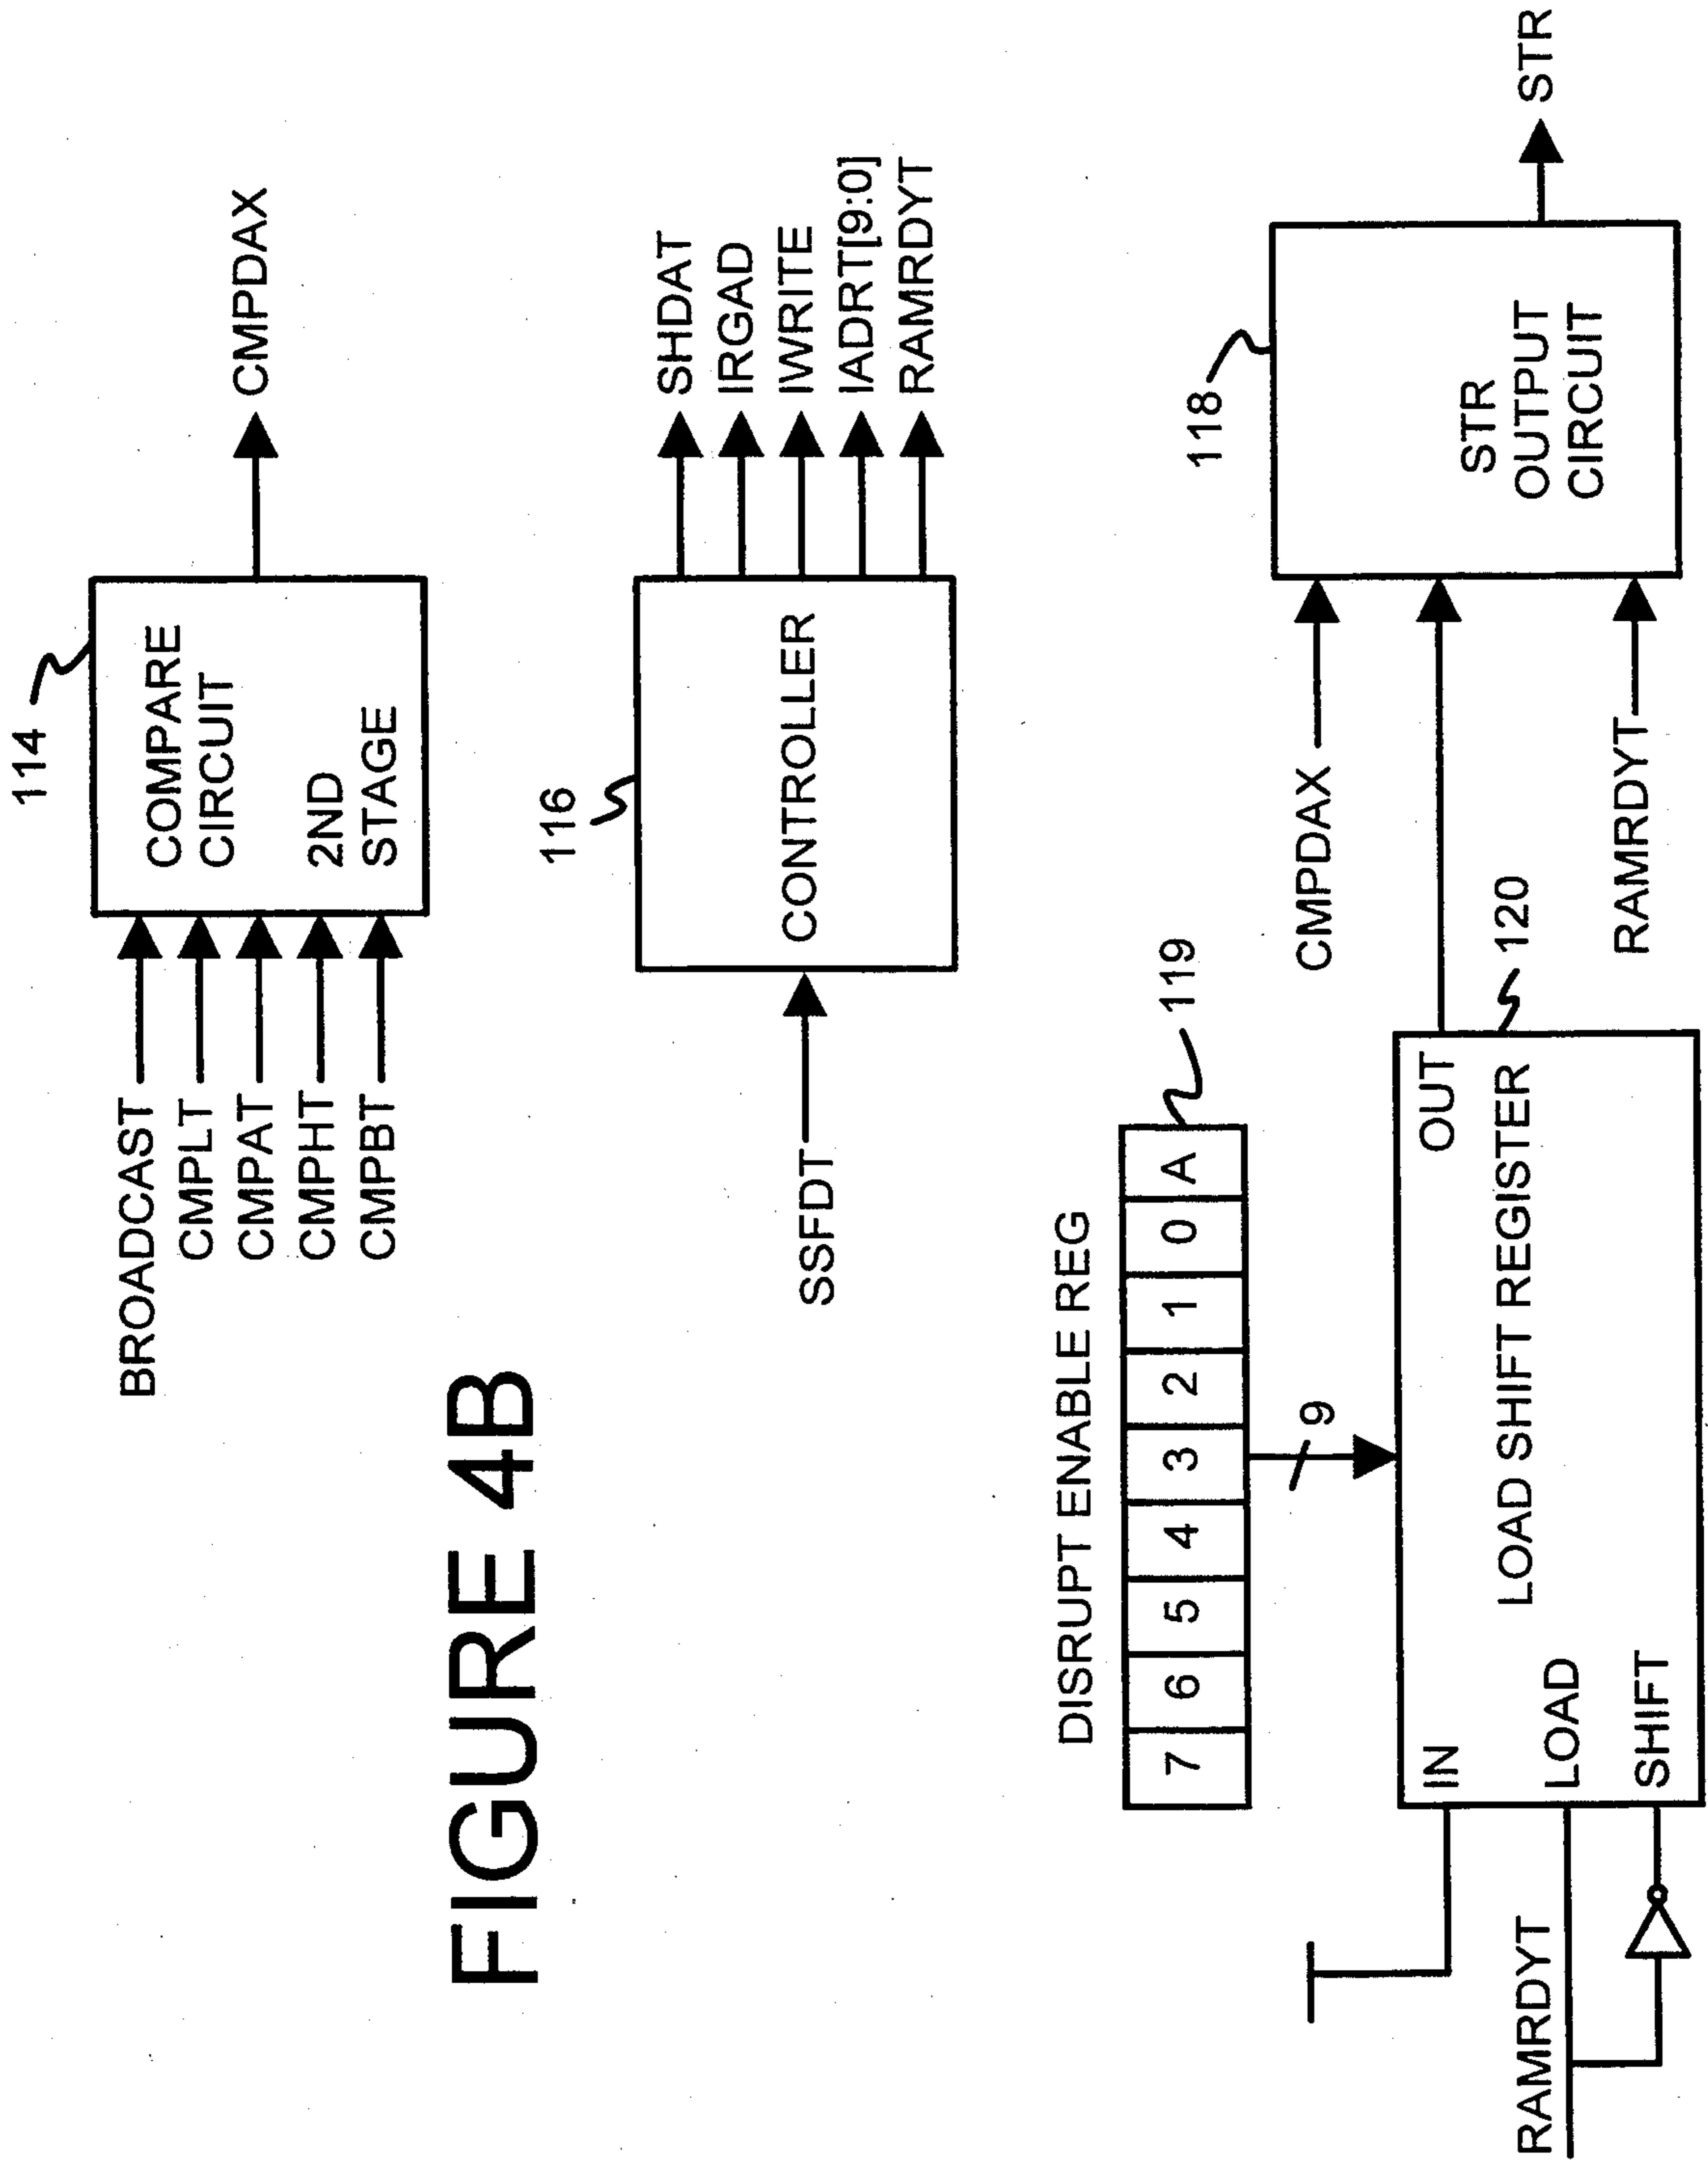 FIGURE 4B
114
BROADCAST
CMPLT
CMPAT
CMPHT
CMPBT
COMPARE
CIRCUIT
2ND
STAGE
CMPDAX
116
SSFDT
CONTROLLER
SHDAT
IRGAD
IWRITE
IADRT[9:0]
RAMRDYT
DISRUPT ENABLE REG
7 6 5 4 3 2 1 0 A
119
9
RAMRDYT
IN
LOAD
SHIFT
LOAD SHIFT REGISTER
OUT
120
CMPDAX
RAMRDYT
118
STR
OUTPUT
CIRCUIT
STR